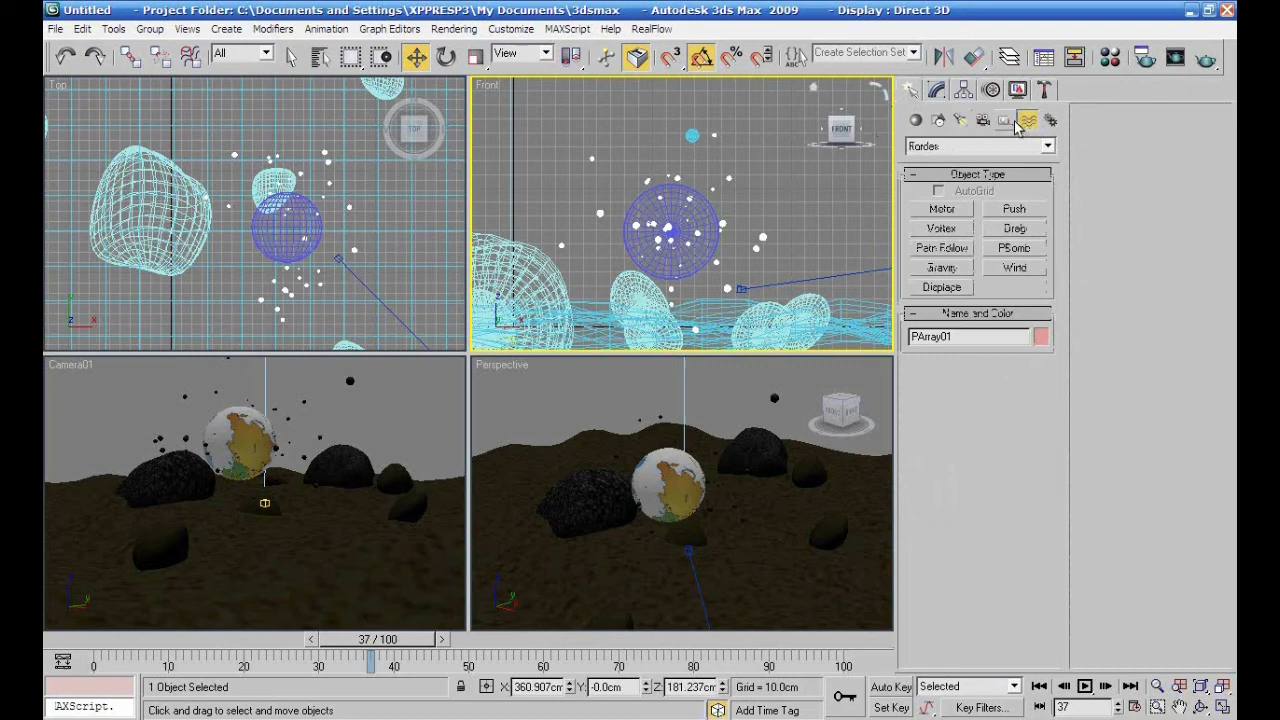 Untitled - Project Folder: C:\Documents and Settings\XPPRESP3\My Documents\3dsmax - Autodesk 3ds Max 2009 - Display : Direct 3D
File Edit Tools Group Views Create Modifiers Animation Graph Editors Rendering Customize MAXScript Help RealFlow
All View 3 % ABC Create Selection Set
Top Front
TOP FRONT
Forces
Object Type
AutoGrid
Motor Push
Vortex Drag
Path Follow PBomb
Gravity Wind
Displace
Name and Color
PArray01
Camera01 Perspective
37 / 100
0 10 20 30 40 50 60 70 80 90 100
1 Object Selected X: 360.907cm Y: -0.0cm Z: 181.237cm Grid = 10.0cm Auto Key Selected
AXScript. Click and drag to select and move objects Add Time Tag Set Key Key Filters... 37